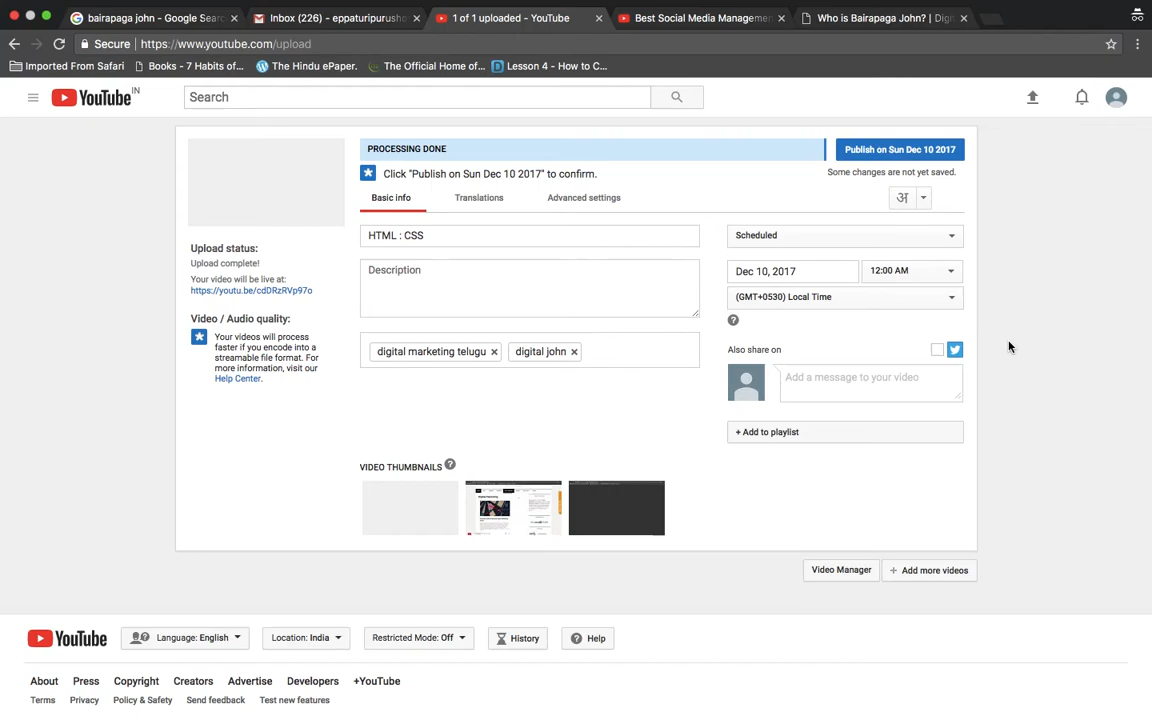 bairapaga john - Google Sear
Inbox (226) - eppaturipurush
1 of 1 uploaded - YouTube
Best Social Media Managemen
Who is Bairapaga John? | Dig
Secure | https://www.youtube.com/upload
Imported From Safari
Books - 7 Habits of...
The Hindu ePaper.
The Official Home of...
Lesson 4 - How to C...
YouTube IN
Search
PROCESSING DONE
Publish on Sun Dec 10 2017
Click "Publish on Sun Dec 10 2017" to confirm.
Some changes are not yet saved.
Basic info
Translations
Advanced settings
अ
HTML : CSS
Scheduled
Description
Dec 10, 2017
12:00 AM
(GMT+0530) Local Time
Upload status:
Upload complete!
Your video will be live at:
https://youtu.be/cdDRzRVp97o
Video / Audio quality:
Your videos will process
faster if you encode into a
streamable file format. For
more information, visit our
Help Center.
digital marketing telugu
digital john
Also share on
Add a message to your video
+ Add to playlist
VIDEO THUMBNAILS
Video Manager
+ Add more videos
YouTube
Language: English
Location: India
Restricted Mode: Off
History
Help
About
Press
Copyright
Creators
Advertise
Developers
+YouTube
Terms
Privacy
Policy & Safety
Send feedback
Test new features